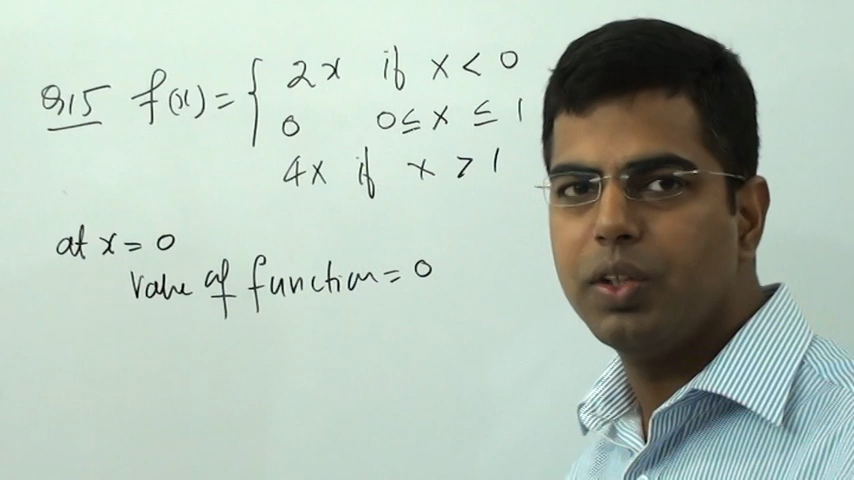 Q15 f(x) = { 2x if x < 0
0 0 ≤ x ≤ 1
4x if x > 1
at x = 0
Value of function = 0